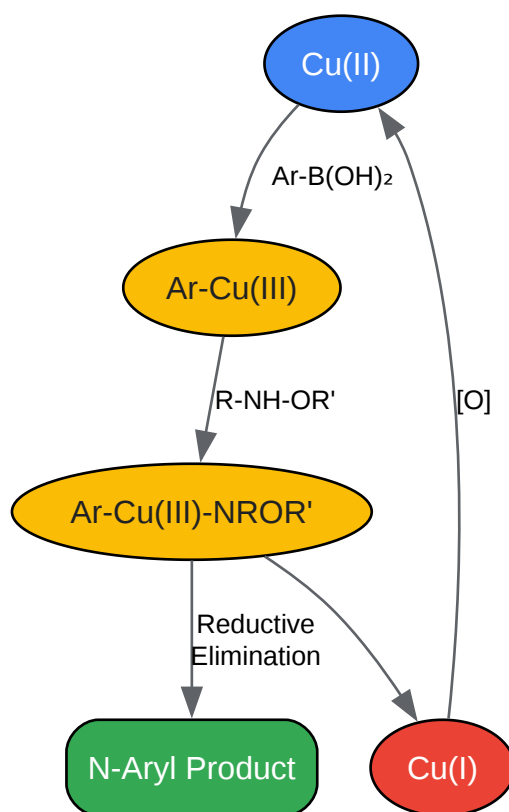 Cu(II)
Ar-B(OH)₂
Ar-Cu(III)
R-NH-OR'
[O]
Ar-Cu(III)-NROR'
Reductive
Elimination
N-Aryl Product
Cu(I)